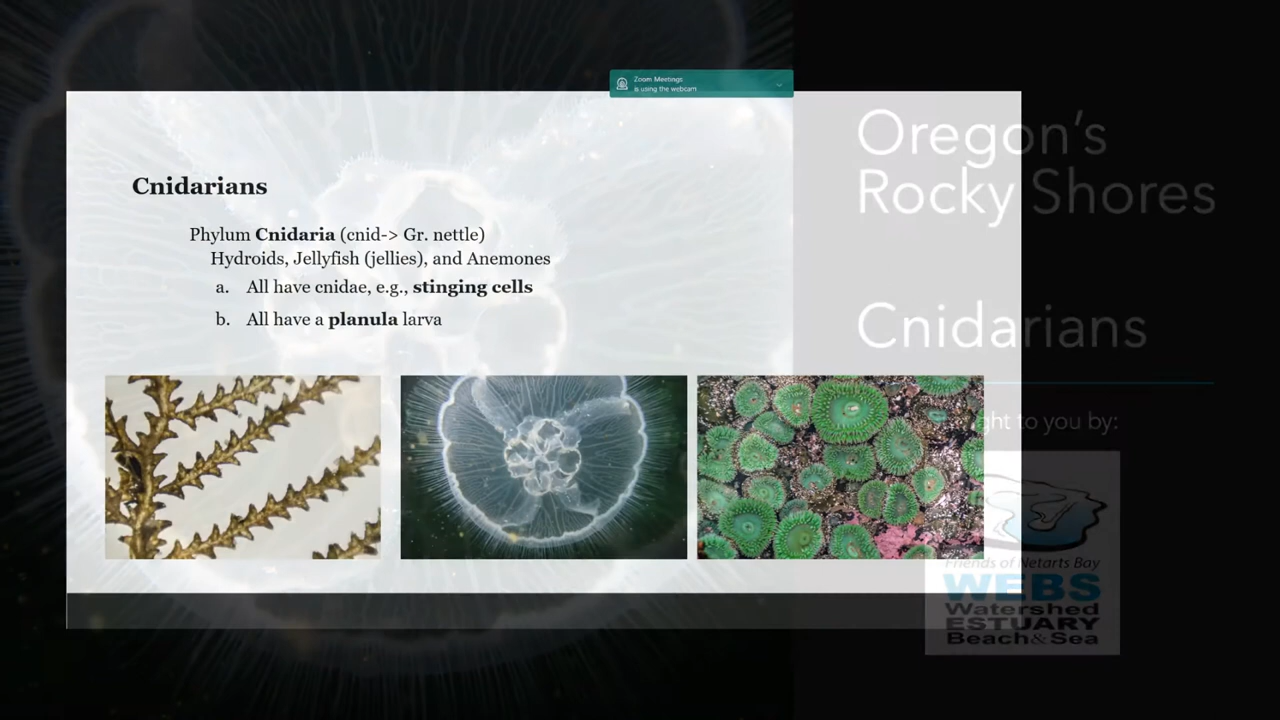 Zoom Meetings
is using the webcam
Oregon's
Rocky Shores
Cnidarians
Cnidarians
Phylum Cnidaria (cnid-> Gr. nettle)
Hydroids, Jellyfish (jellies), and Anemones
a. All have cnidae, e.g., stinging cells
b. All have a planula larva
to you by:
Friends of Netarts Bay
WEBS
Watershed
ESTUARY
Beach&Sea